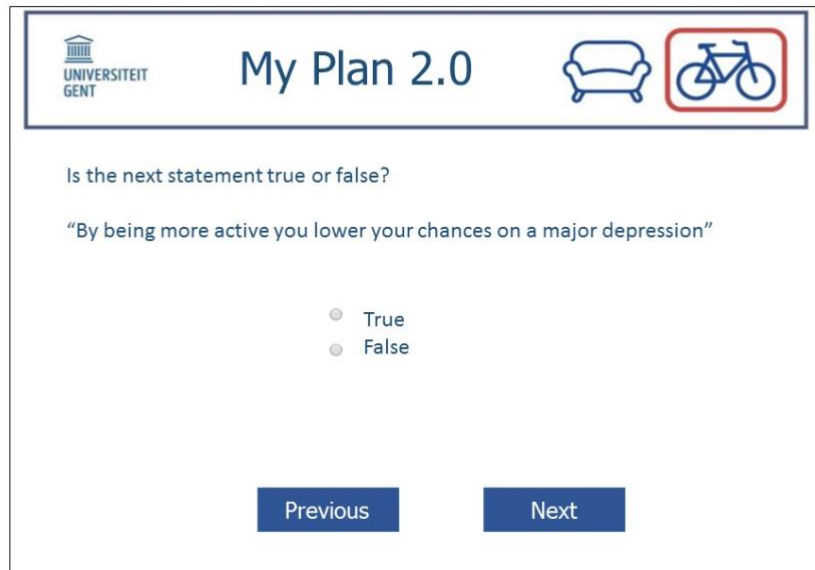 UNIVERSITEIT
GENT
My Plan 2.0
Is the next statement true or false?
“By being more active you lower your chances on a major depression”
True
False
Previous
Next